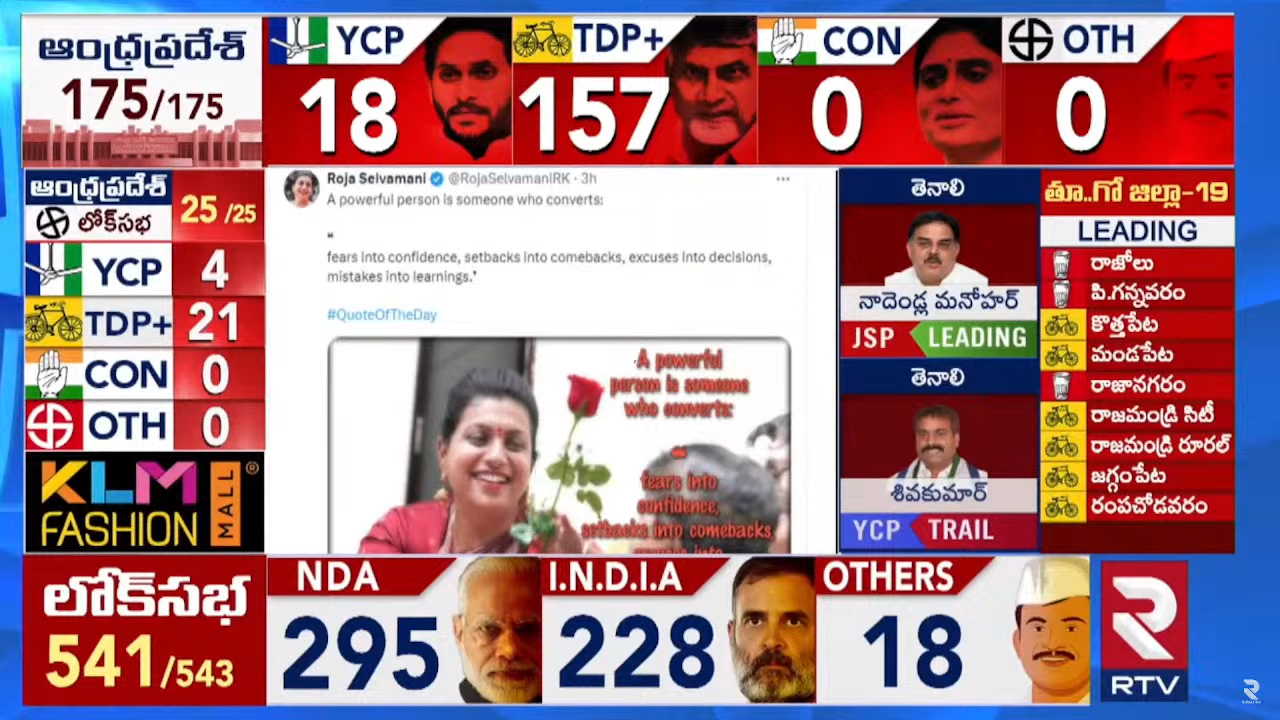 ఆంధ్రప్రదేశ్
175/175
YCP
18
TDP+
157
CON
0
OTH
0
ఆంధ్రప్రదేశ్
లోక్‌సభ
25/25
YCP
4
TDP+
21
CON
0
OTH
0
KLM
FASHION
MALL®
Roja Selvamani @RojaSelvamaniRK · 3h
A powerful person is someone who converts:
“
fears into confidence, setbacks into comebacks, excuses into decisions,
mistakes into learnings."
#QuoteOfTheDay
A powerful
person is someone
who converts:
“
fears into
confidence,
setbacks into comebacks,
excuses into
తెనాలి
నాదెండ్ల మనోహర్
JSP LEADING
తెనాలి
శివకుమార్
YCP TRAIL
తూ..గో జిల్లా-19
LEADING
రాజోలు
పి.గన్నవరం
కొత్తపేట
మండపేట
రాజానగరం
రాజమండ్రి సిటీ
రాజమండ్రి రూరల్
జగ్గంపేట
రంపచోడవరం
లోక్‌సభ
541/543
NDA
295
I.N.D.I.A
228
OTHERS
18
RTV
Subscribe